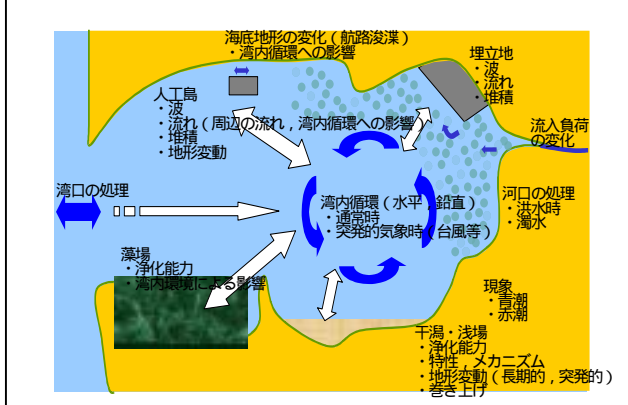 海底地形の変化(航路浚渫)
・湾内循環への影響
埋立地
・波
・流れ
・堆積
人工島
・波
・流れ(周辺の流れ,湾内循環への影響)
・堆積
・地形変動
流入負荷
の変化
湾口の処理
湾内循環(水平,鉛直)
・通常時
・突発的気象時(台風等)
河口の処理
・洪水時
・濁水
藻場
・浄化能力
・湾内環境による影響
現象
・青潮
・赤潮
干潟・浅場
・浄化能力
・特性,メカニズム
・地形変動(長期的,突発的)
・巻き上げ